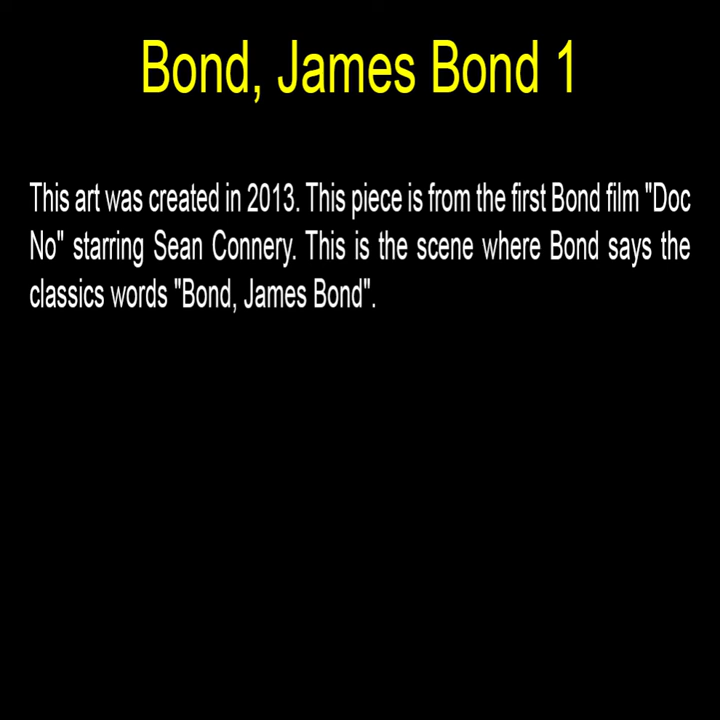 Bond, James Bond 1
This art was created in 2013. This piece is from the first Bond film "Doc
No" starring Sean Connery. This is the scene where Bond says the
classics words "Bond, James Bond".